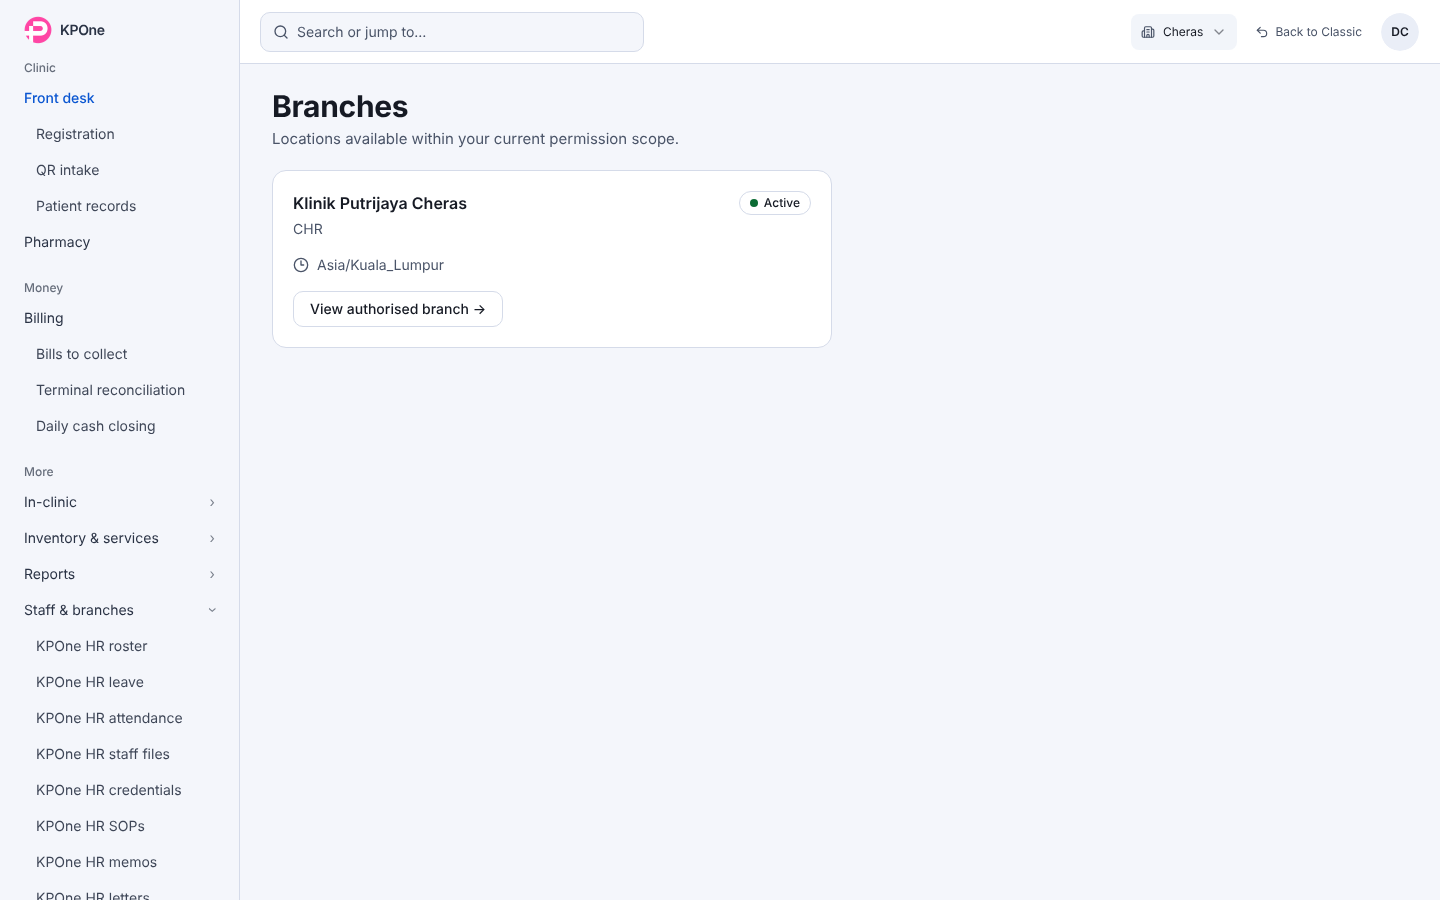 KPOne
Clinic
Front desk
Registration
QR intake
Patient records
Pharmacy
Money
Billing
Bills to collect
Terminal reconciliation
Daily cash closing
More
In-clinic
Inventory & services
Reports
Staff & branches
KPOne HR roster
KPOne HR leave
KPOne HR attendance
KPOne HR staff files
KPOne HR credentials
KPOne HR SOPs
KPOne HR memos
KPOne HR letters
Search or jump to...
Cheras
Back to Classic
DC
Branches
Locations available within your current permission scope.
Klinik Putrijaya Cheras
Active
CHR
Asia/Kuala_Lumpur
View authorised branch →